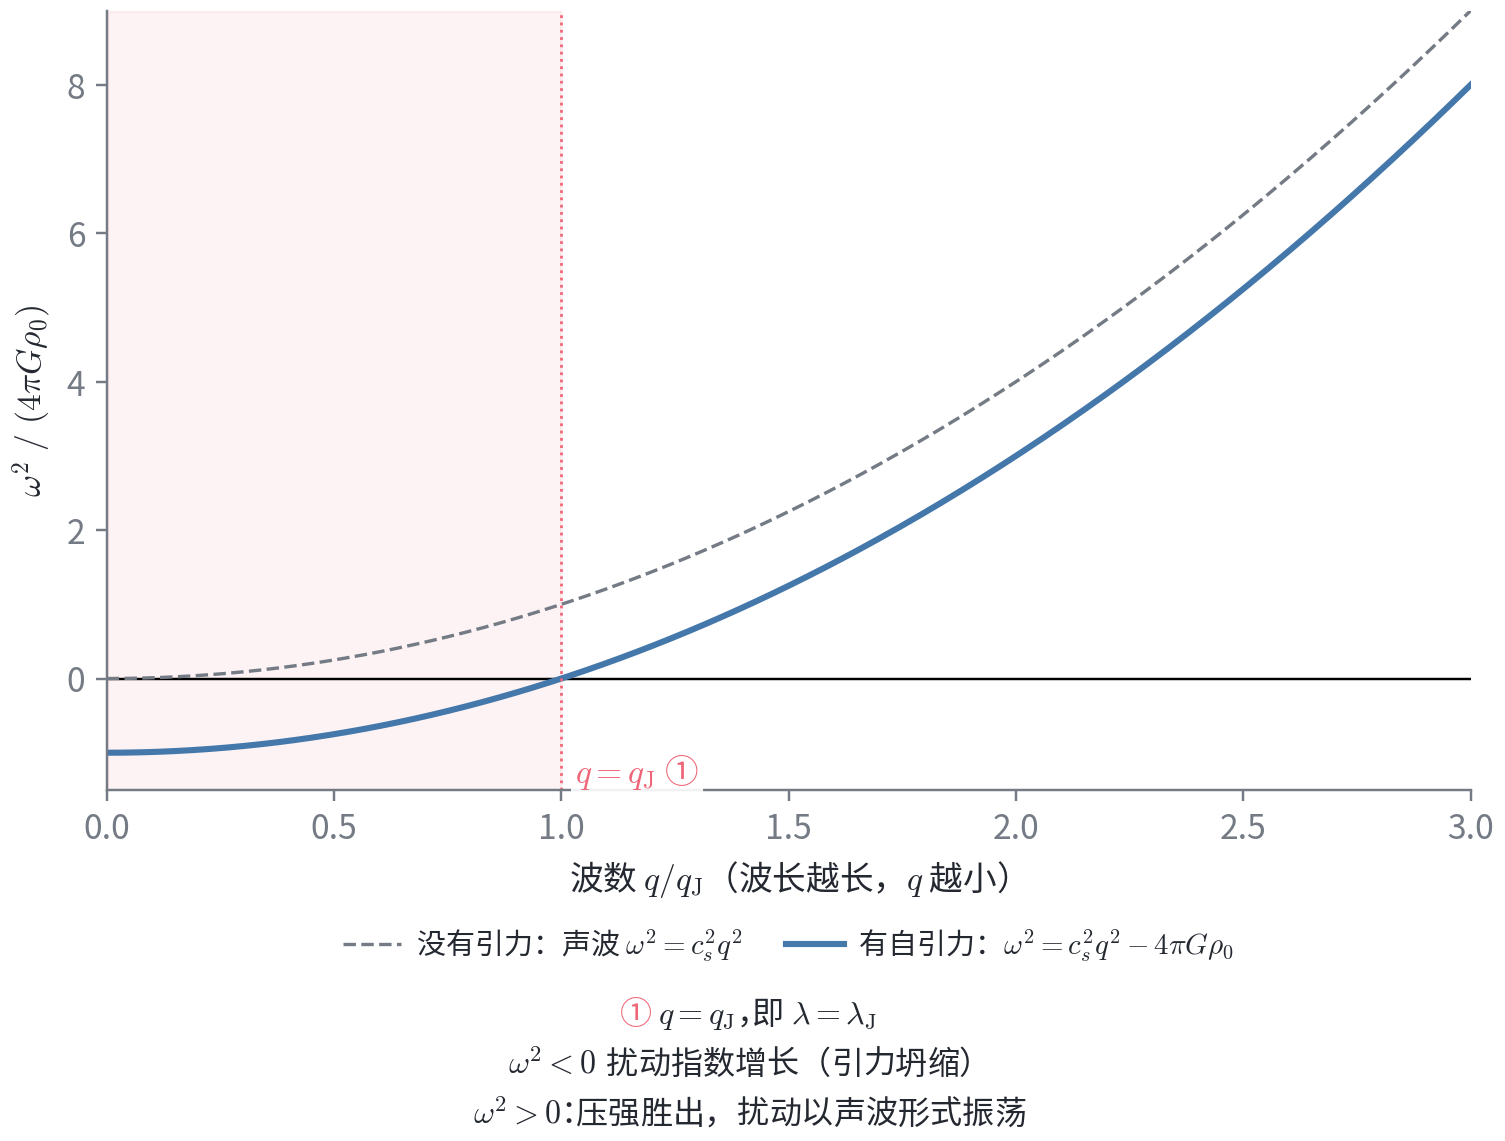 8
6
4
2
0
ω² / (4πGρ₀)
q = q_J ①
0.0 0.5 1.0 1.5 2.0 2.5 3.0
波数 q/q_J（波长越长，q 越小）
没有引力：声波 ω² = c_s² q² 有自引力：ω² = c_s² q² − 4πGρ₀
① q = q_J,即 λ = λ_J
ω² < 0 扰动指数增长（引力坍缩）
ω² > 0:压强胜出，扰动以声波形式振荡